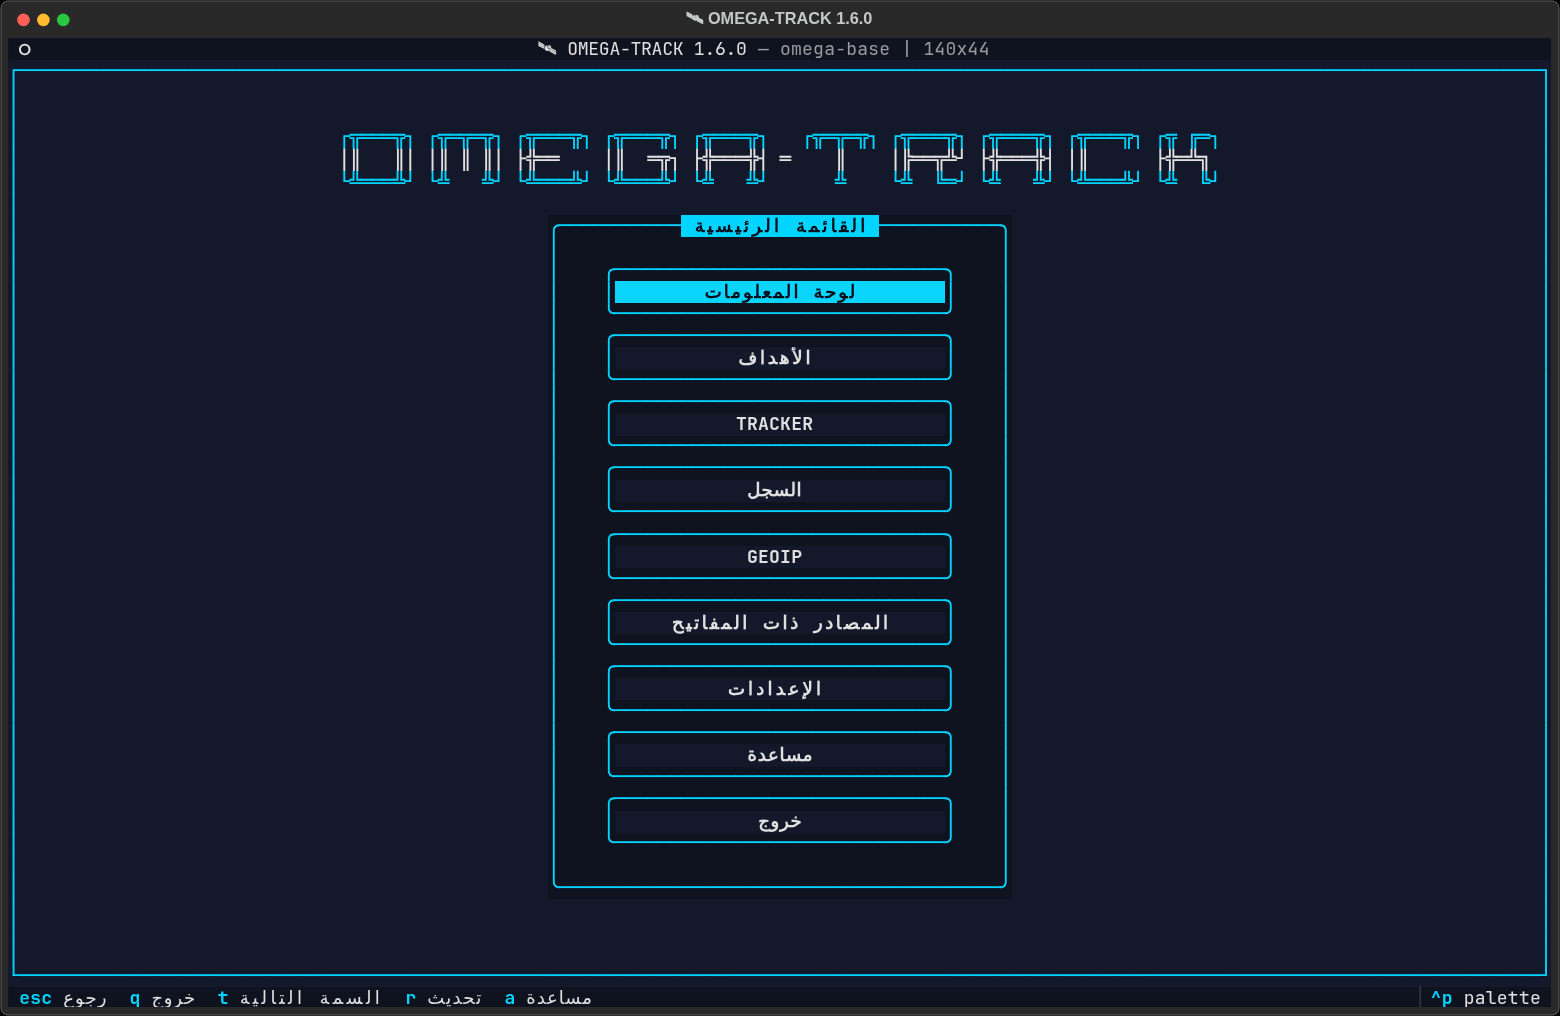 OMEGA-TRACK 1.6.0
OMEGA-TRACK 1.6.0 — omega-base | 140x44
OMEGA-TRACK
القائمة الرئيسية
لوحة المعلومات
الأهداف
TRACKER
السجل
GEOIP
المصادر ذات المفاتيح
الإعدادات
مساعدة
خروج
esc رجوع q خروج t السمة التالية r تحديث a مساعدة ^p palette